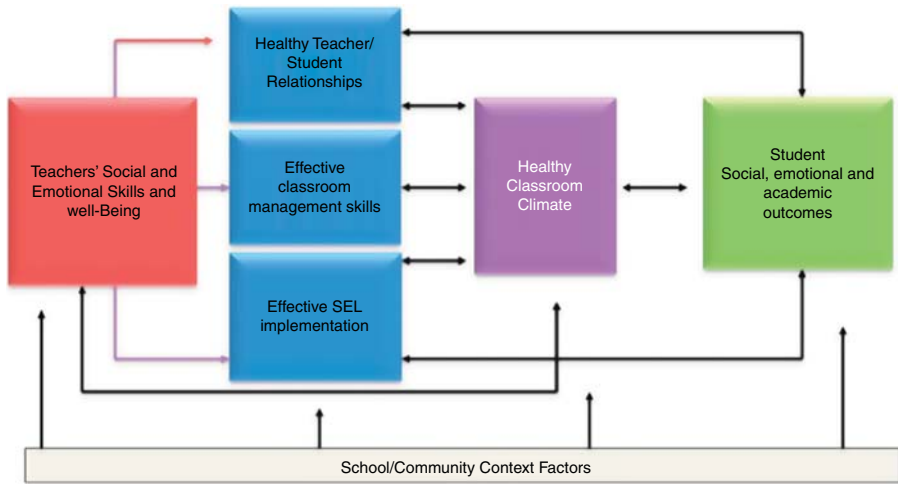 Healthy Teacher/
Student
Relationships
Teachers' Social and
Emotional Skills and
well-Being
Effective
classroom
management skills
Healthy
Classroom
Climate
Student
Social, emotional and
academic
outcomes
Effective SEL
implementation
School/Community Context Factors